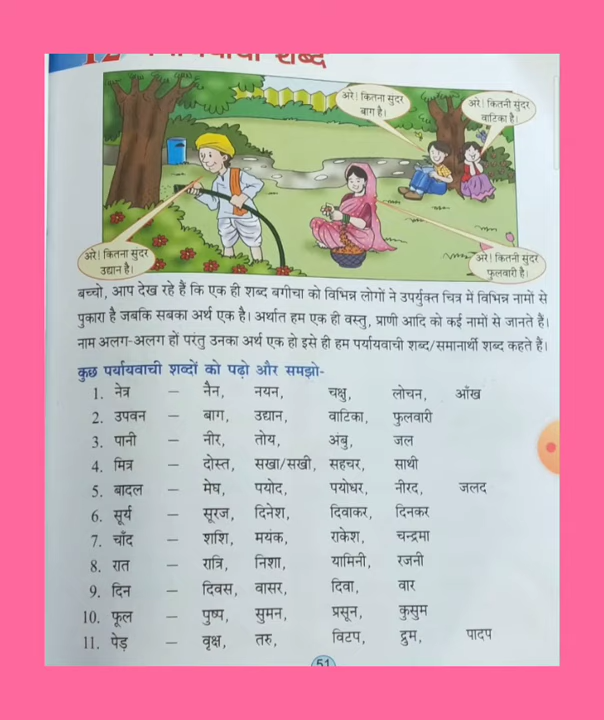 12 पर्यायवाची शब्द
अरे! कितना सुंदर
बाग है।
अरे! कितनी सुंदर
वाटिका है।
अरे! कितना सुंदर
उद्यान है।
अरे! कितनी सुंदर
फुलवारी है।
बच्चो, आप देख रहे हैं कि एक ही शब्द बगीचा को विभिन्न लोगों ने उपर्युक्त चित्र में विभिन्न नामों से
पुकारा है जबकि सबका अर्थ एक है। अर्थात हम एक ही वस्तु, प्राणी आदि को कई नामों से जानते हैं।
नाम अलग-अलग हों परंतु उनका अर्थ एक हो इसे ही हम पर्यायवाची शब्द/समानार्थी शब्द कहते हैं।
कुछ पर्यायवाची शब्दों को पढ़ो और समझो-
1. नेत्र – नैन, नयन, चक्षु, लोचन, आँख
2. उपवन – बाग, उद्यान, वाटिका, फुलवारी
3. पानी – नीर, तोय, अंबु, जल
4. मित्र – दोस्त, सखा/सखी, सहचर, साथी
5. बादल – मेघ, पयोद, पयोधर, नीरद, जलद
6. सूर्य – सूरज, दिनेश, दिवाकर, दिनकर
7. चाँद – शशि, मयंक, राकेश, चन्द्रमा
8. रात – रात्रि, निशा, यामिनी, रजनी
9. दिन – दिवस, वासर, दिवा, वार
10. फूल – पुष्प, सुमन, प्रसून, कुसुम
11. पेड़ – वृक्ष, तरु, विटप, द्रुम, पादप
51